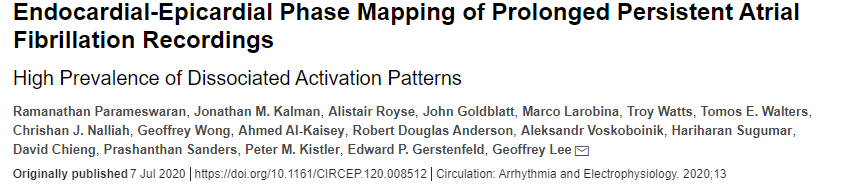 Endocardial-Epicardial Phase Mapping of Prolonged Persistent Atrial
Fibrillation Recordings
High Prevalence of Dissociated Activation Patterns
Ramanathan Parameswaran, Jonathan M. Kalman, Alistair Royse, John Goldblatt, Marco Larobina, Troy Watts, Tomos E. Walters,
Chrishan J. Nalliah, Geoffrey Wong, Ahmed Al-Kaisey, Robert Douglas Anderson, Aleksandr Voskoboinik, Hariharan Sugumar,
David Chieng, Prashanthan Sanders, Peter M. Kistler, Edward P. Gerstenfeld, Geoffrey Lee
Originally published 7 Jul 2020 | https://doi.org/10.1161/CIRCEP.120.008512 | Circulation: Arrhythmia and Electrophysiology. 2020;13